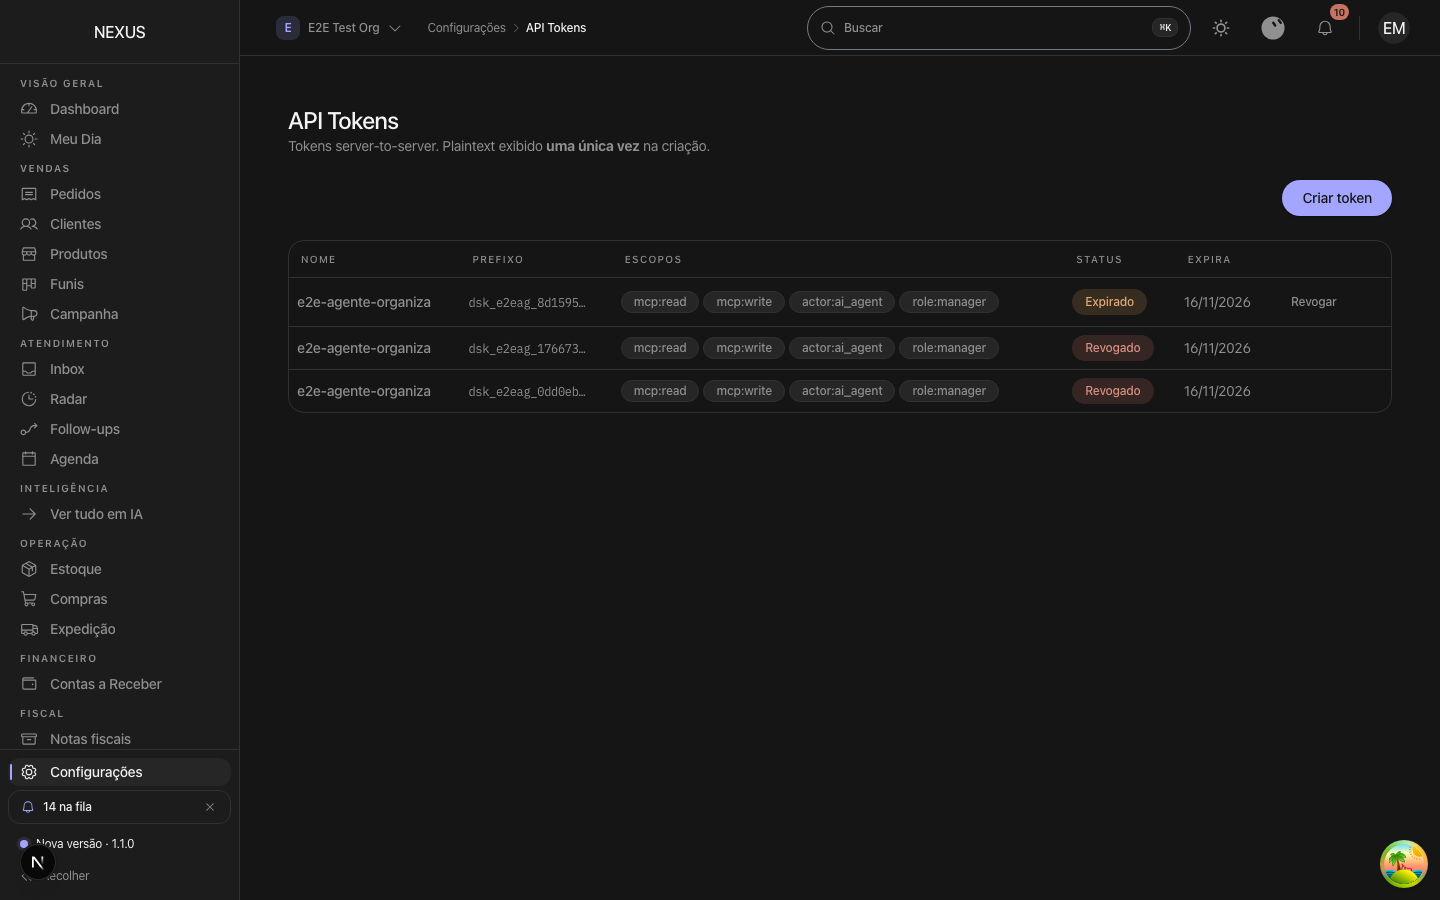 NEXUS
VISÃO GERAL
Dashboard
Meu Dia
VENDAS
Pedidos
Clientes
Produtos
Funis
Campanha
ATENDIMENTO
Inbox
Radar
Follow-ups
Agenda
INTELIGÊNCIA
Ver tudo em IA
OPERAÇÃO
Estoque
Compras
Expedição
FINANCEIRO
Contas a Receber
FISCAL
Notas fiscais
Configurações
14 na fila
Nova versão · 1.1.0
N
E E2E Test Org Configurações API Tokens Buscar ⌘K 10 EM
API Tokens
Tokens server-to-server. Plaintext exibido uma única vez na criação.
Criar token
NOME PREFIXO ESCOPOS STATUS EXPIRA
e2e-agente-organiza dsk_e2eag_8d1595… mcp:read mcp:write actor:ai_agent role:manager Expirado 16/11/2026 Revogar
e2e-agente-organiza dsk_e2eag_176673… mcp:read mcp:write actor:ai_agent role:manager Revogado 16/11/2026
e2e-agente-organiza dsk_e2eag_0dd0eb… mcp:read mcp:write actor:ai_agent role:manager Revogado 16/11/2026